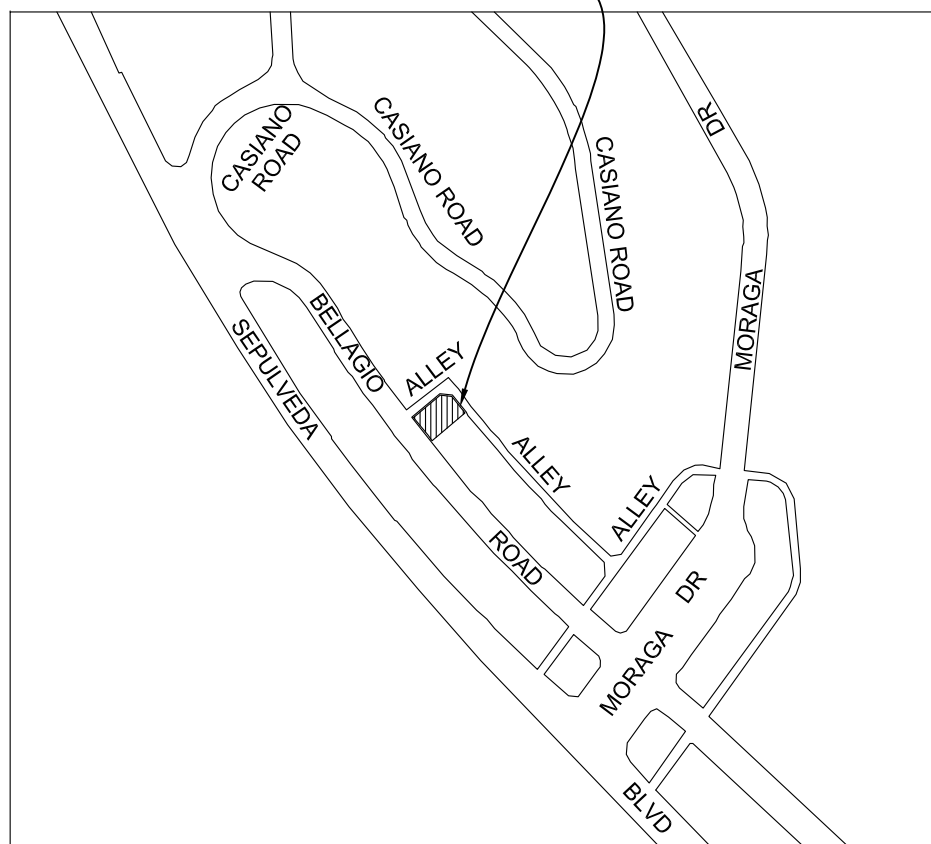 DR
CASIANO
ROAD
CASIANO ROAD
CASIANO ROAD
MORAGA
BELLAGIO
SEPULVEDA
ALLEY
ALLEY
ALLEY
ROAD
DR
MORAGA
BLVD